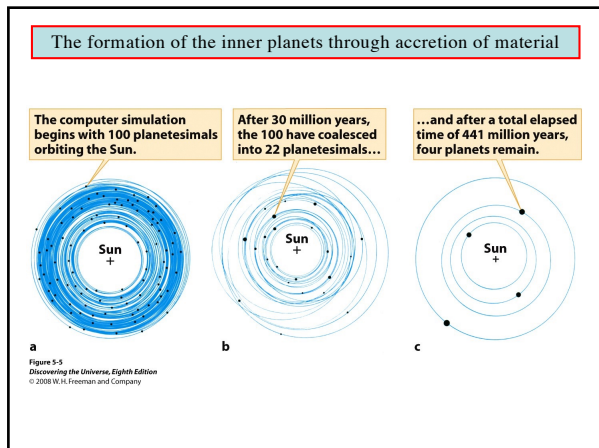 The formation of the inner planets through accretion of material
The computer simulation
begins with 100 planetesimals
orbiting the Sun.
After 30 million years,
the 100 have coalesced
into 22 planetesimals…
…and after a total elapsed
time of 441 million years,
four planets remain.
Sun
Sun
Sun
a
b
c
Figure 5-5
Discovering the Universe, Eighth Edition
© 2008 W. H. Freeman and Company